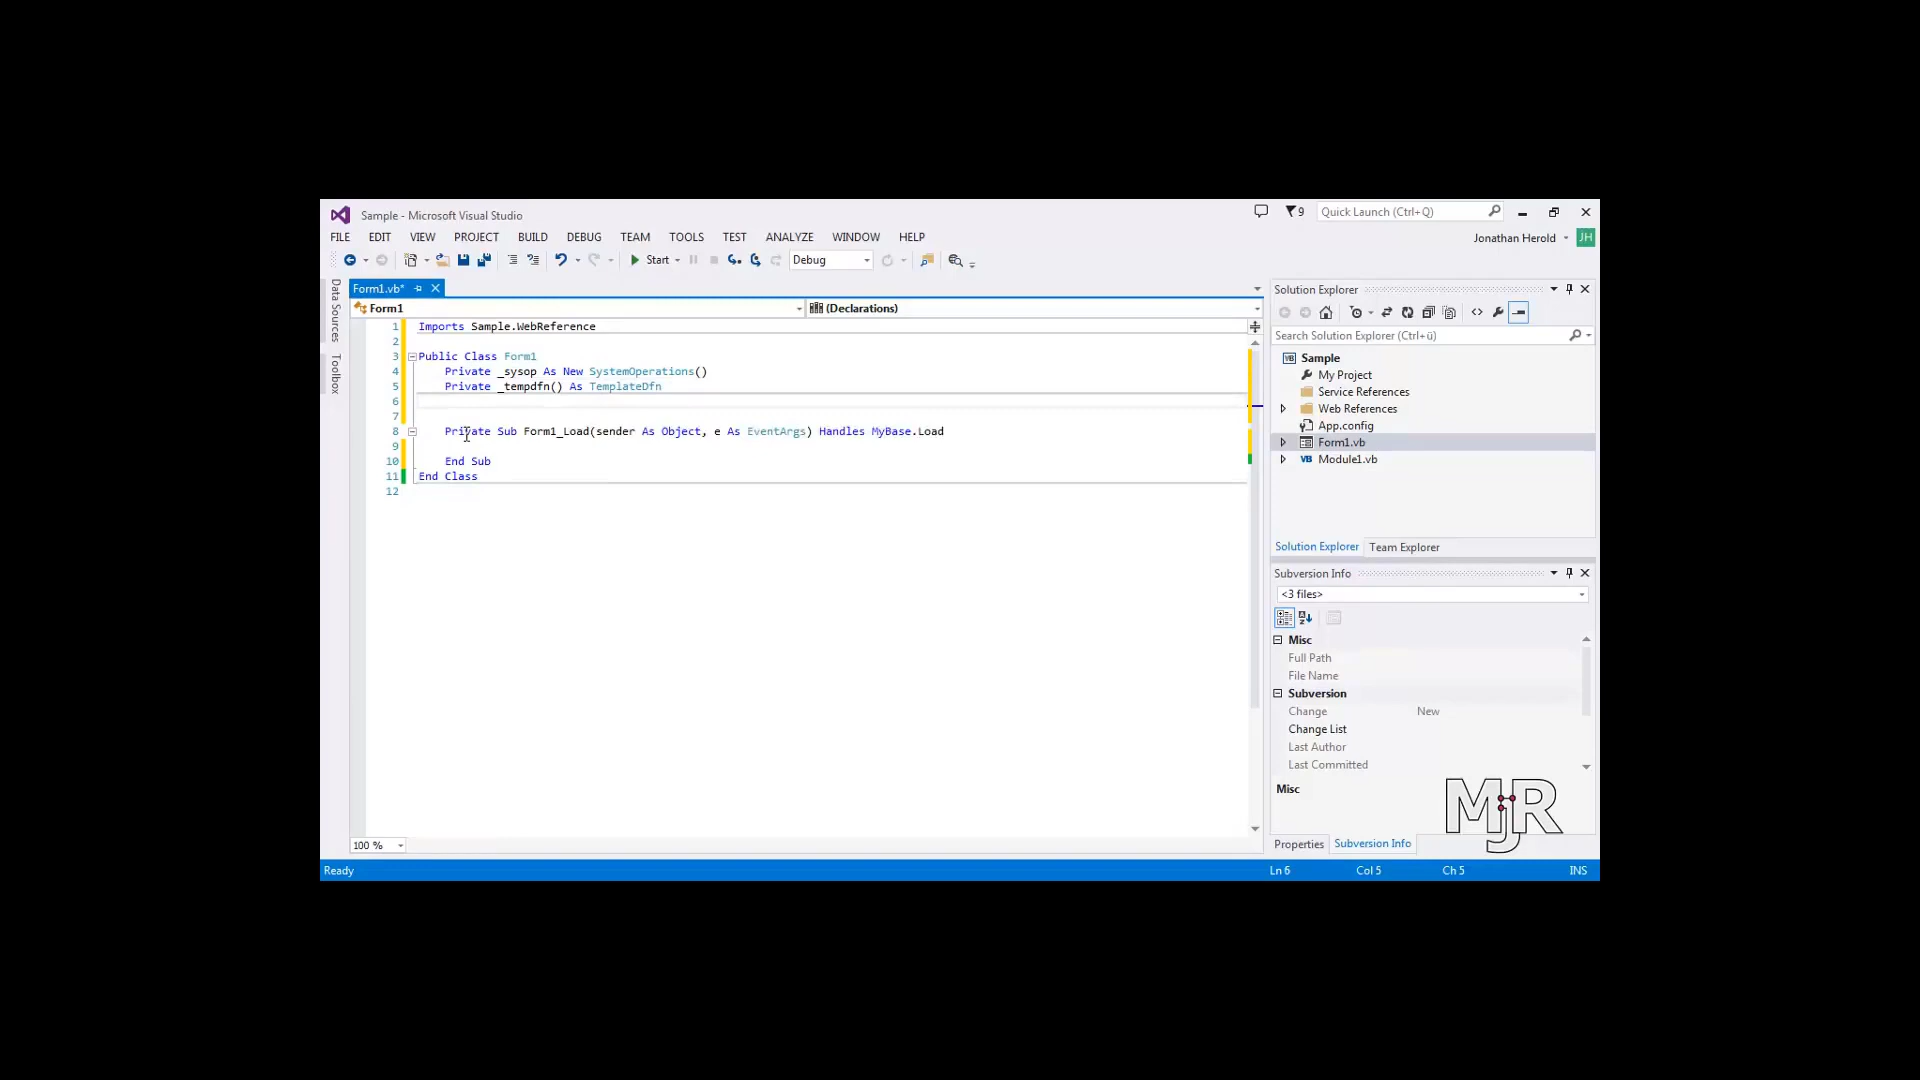 Sample - Microsoft Visual Studio
9
Quick Launch (Ctrl+Q)
FILE EDIT VIEW PROJECT BUILD DEBUG TEAM TOOLS TEST ANALYZE WINDOW HELP
Jonathan Herold JH
Start Debug
Data Sources
Toolbox
Form1.vb*
Form1 (Declarations)
1 Imports Sample.WebReference
2
3 Public Class Form1
4 Private _sysop As New SystemOperations()
5 Private _tempdfn() As TemplateDfn
6
7
8 Private Sub Form1_Load(sender As Object, e As EventArgs) Handles MyBase.Load
9
10 End Sub
11 End Class
12
100 %
Solution Explorer
Search Solution Explorer (Ctrl+ü)
VB Sample
My Project
Service References
Web References
App.config
Form1.vb
VB Module1.vb
Solution Explorer Team Explorer
Subversion Info
<3 files>
Misc
Full Path
File Name
Subversion
Change New
Change List
Last Author
Last Committed
Misc
MjR
Properties Subversion Info
Ready Ln 6 Col 5 Ch 5 INS